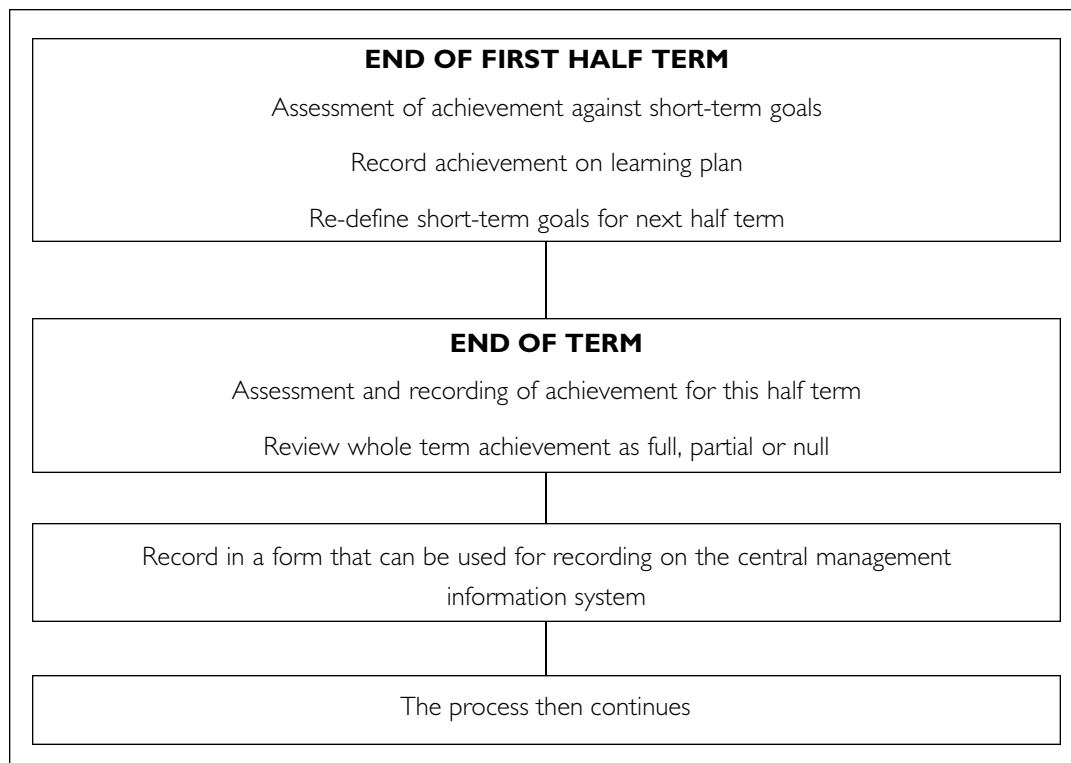 END OF FIRST HALF TERM
Assessment of achievement against short-term goals
Record achievement on learning plan
Re-define short-term goals for next half term
END OF TERM
Assessment and recording of achievement for this half term
Review whole term achievement as full, partial or null
Record in a form that can be used for recording on the central management
information system
The process then continues